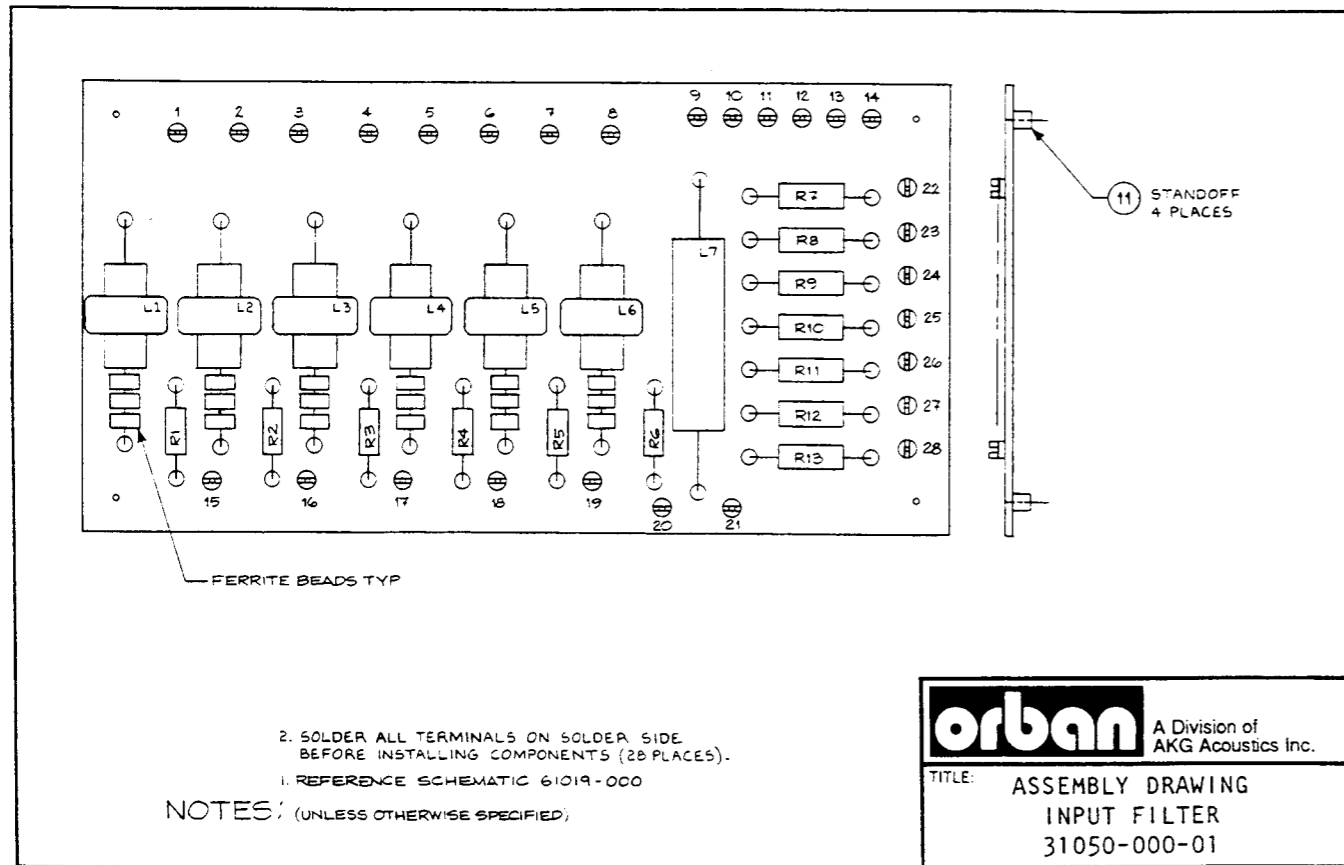 1 2 3 4 5 6 7 8 9 10 11 12 13 14
R7 22
11 STANDOFF
4 PLACES
R8 23
L7
R9 24
L1 L2 L3 L4 L5 L6
R10 25
R11 26
R12 27
R1 R2 R3 R4 R5 R6
R13 28
15 16 17 18 19
20 21
FERRITE BEADS TYP
2. SOLDER ALL TERMINALS ON SOLDER SIDE
BEFORE INSTALLING COMPONENTS (28 PLACES).
1. REFERENCE SCHEMATIC 61019-000
NOTES: (UNLESS OTHERWISE SPECIFIED)
orban A Division of
AKG Acoustics Inc.
TITLE: ASSEMBLY DRAWING
INPUT FILTER
31050-000-01